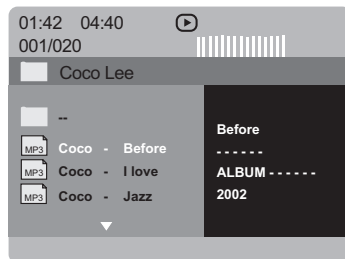 01:42 04:40
001/020
Coco Lee
--
MP3 Coco - Before
MP3 Coco - I love
MP3 Coco - Jazz
Before
- - - - - -
ALBUM - - - - - -
2002